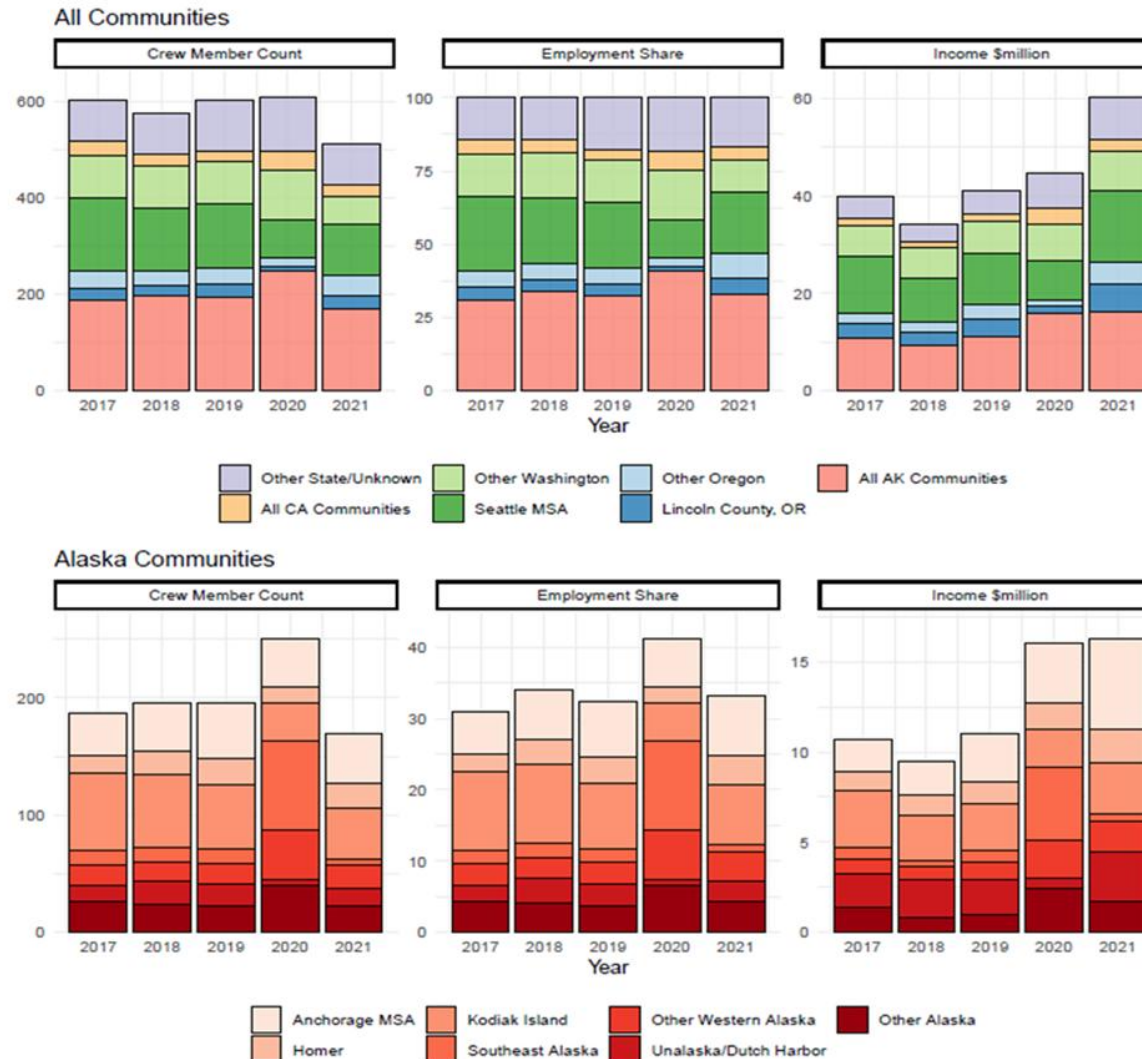 All Communities
Crew Member Count Employment Share Income $million
600
400
200
0
100
75
50
25
0
60
40
20
0
2017 2018 2019 2020 2021 2017 2018 2019 2020 2021 2017 2018 2019 2020 2021
Year
Other State/Unknown Other Washington Other Oregon All AK Communities
All CA Communities Seattle MSA Lincoln County, OR
Alaska Communities
Crew Member Count Employment Share Income $million
200
100
0
40
30
20
10
0
15
10
5
0
2017 2018 2019 2020 2021 2017 2018 2019 2020 2021 2017 2018 2019 2020 2021
Year
Anchorage MSA Kodiak Island Other Western Alaska Other Alaska
Homer Southeast Alaska Unalaska/Dutch Harbor